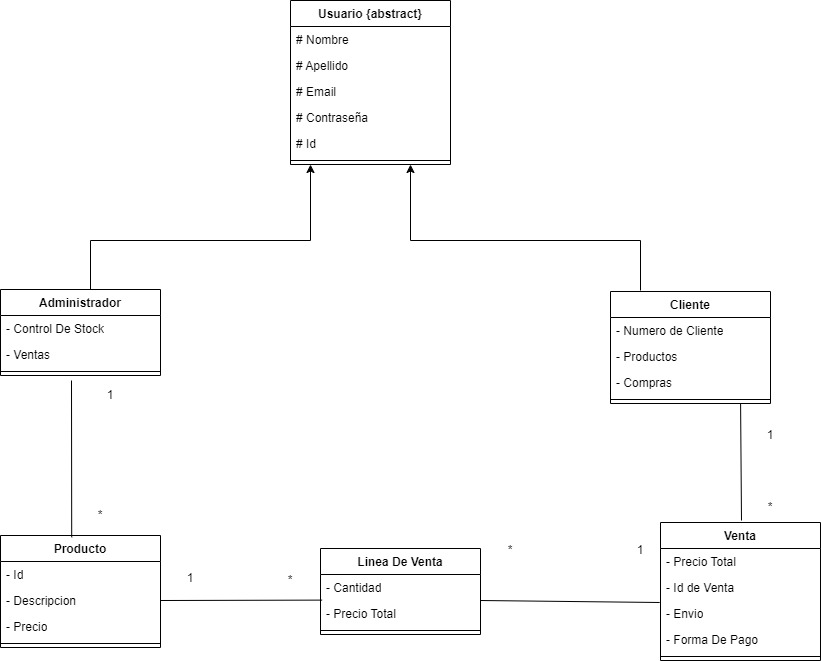 Usuario {abstract}
# Nombre
# Apellido
# Email
# Contraseña
# Id
Administrador
- Control De Stock
- Ventas
Cliente
- Numero de Cliente
- Productos
- Compras
1
*
1
*
Producto
- Id
- Descripcion
- Precio
1
*
Linea De Venta
- Cantidad
- Precio Total
*
1
Venta
- Precio Total
- Id de Venta
- Envio
- Forma De Pago